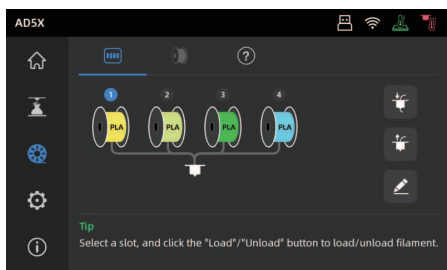 AD5X
?
1 2 3 4
PLA PLA PLA PLA
Tip
Select a slot, and click the "Load"/"Unload" button to load/unload filament.